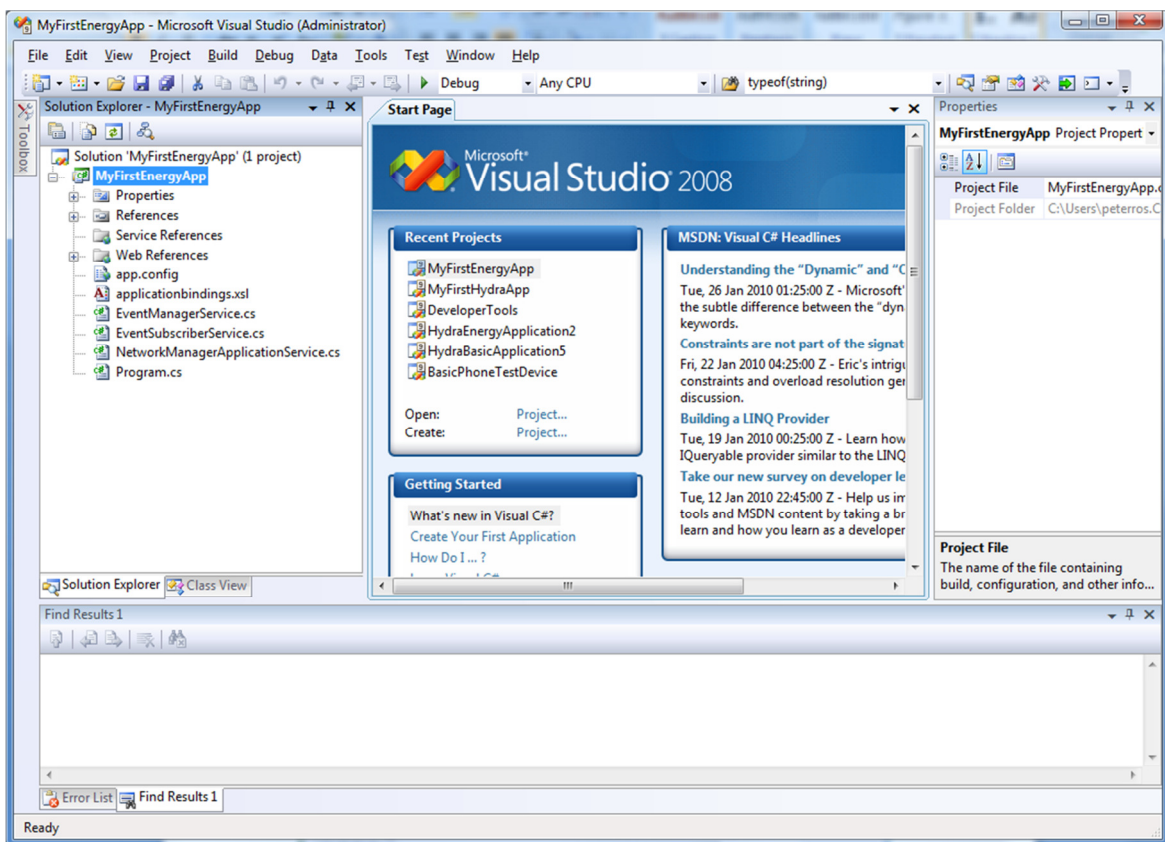 MyFirstEnergyApp - Microsoft Visual Studio (Administrator)
File Edit View Project Build Debug Data Tools Test Window Help
Debug Any CPU typeof(string)
Toolbox
Solution Explorer - MyFirstEnergyApp
Solution 'MyFirstEnergyApp' (1 project)
MyFirstEnergyApp
Properties
References
Service References
Web References
app.config
applicationbindings.xsl
EventManagerService.cs
EventSubscriberService.cs
NetworkManagerApplicationService.cs
Program.cs
Solution Explorer Class View
Start Page
Microsoft®
Visual Studio® 2008
Recent Projects
MyFirstEnergyApp
MyFirstHydraApp
DeveloperTools
HydraEnergyApplication2
HydraBasicApplication5
BasicPhoneTestDevice
Open: Project...
Create: Project...
Getting Started
What's new in Visual C#?
Create Your First Application
How Do I ... ?
MSDN: Visual C# Headlines
Understanding the “Dynamic” and “C
Tue, 26 Jan 2010 01:25:00 Z - Microsoft'
the subtle difference between the “dyn
keywords.
Constraints are not part of the signat
Fri, 22 Jan 2010 04:25:00 Z - Eric's intrigu
constraints and overload resolution ger
discussion.
Building a LINQ Provider
Tue, 19 Jan 2010 00:25:00 Z - Learn how
IQueryable provider similar to the LINQ
Take our new survey on developer le
Tue, 12 Jan 2010 22:45:00 Z - Help us im
tools and MSDN content by taking a br
learn and how you learn as a developer
Properties
MyFirstEnergyApp Project Propert
Project File MyFirstEnergyApp.c
Project Folder C:\Users\peterros.C
Project File
The name of the file containing
build, configuration, and other info...
Find Results 1
Error List Find Results 1
Ready